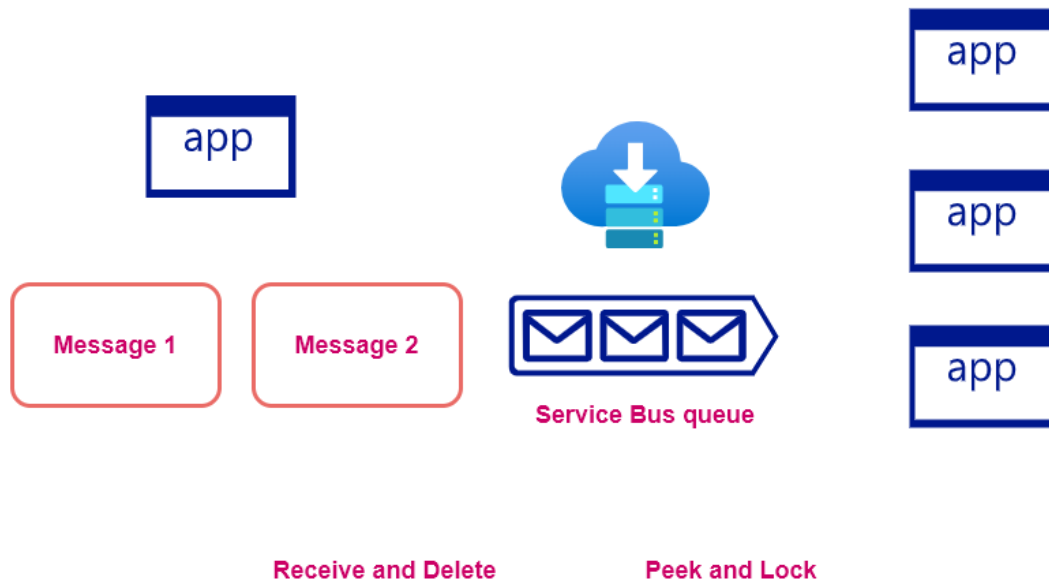 app
app
app
app
Message 1
Message 2
Service Bus queue
Receive and Delete
Peek and Lock